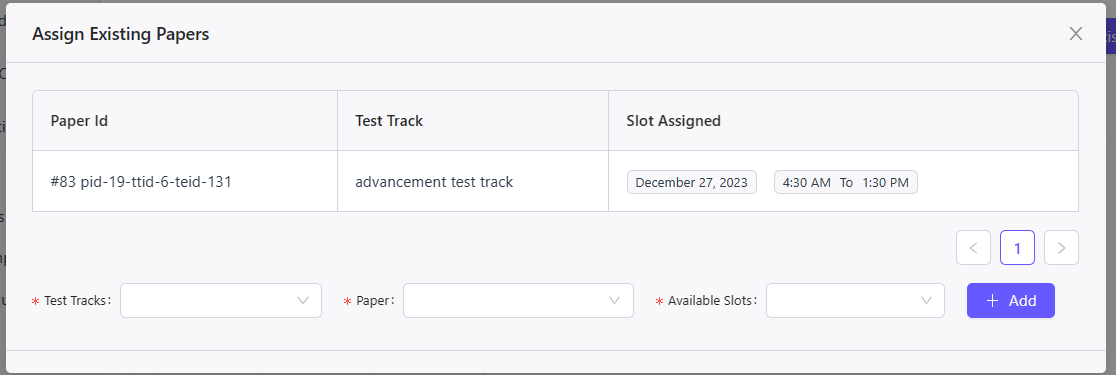 Assign Existing Papers
Paper Id Test Track Slot Assigned
#83 pid-19-ttid-6-teid-131 advancement test track December 27, 2023 4:30 AM To 1:30 PM
1
* Test Tracks: * Paper: * Available Slots: + Add